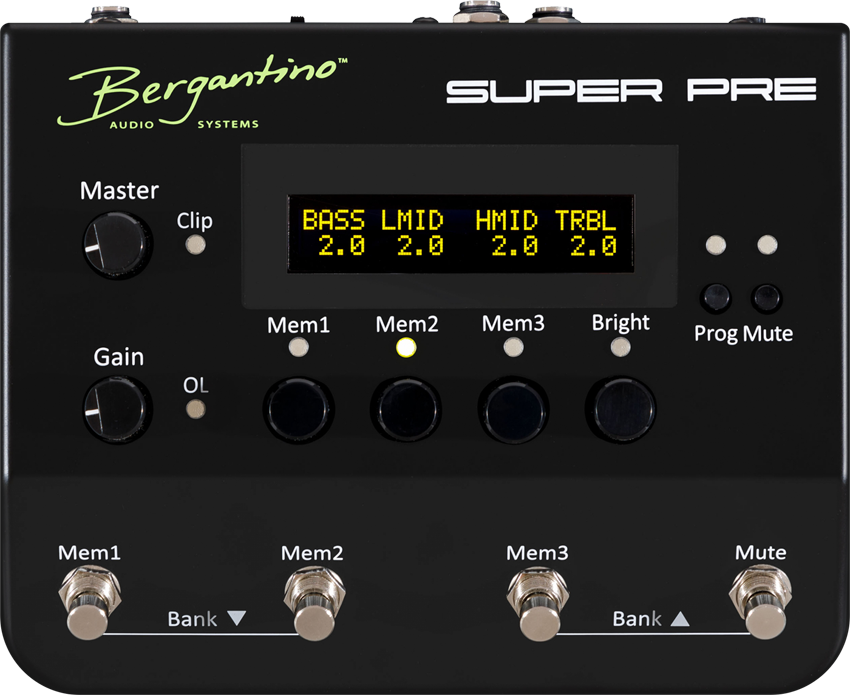 Bergantino™
AUDIO SYSTEMS
SUPER PRE
Master
Clip
BASS LMID HMID TRBL
2.0 2.0 2.0 2.0
Mem1
Mem2
Mem3
Bright
Prog Mute
Gain
OL
Mem1
Mem2
Mem3
Mute
Bank ▼
Bank ▲